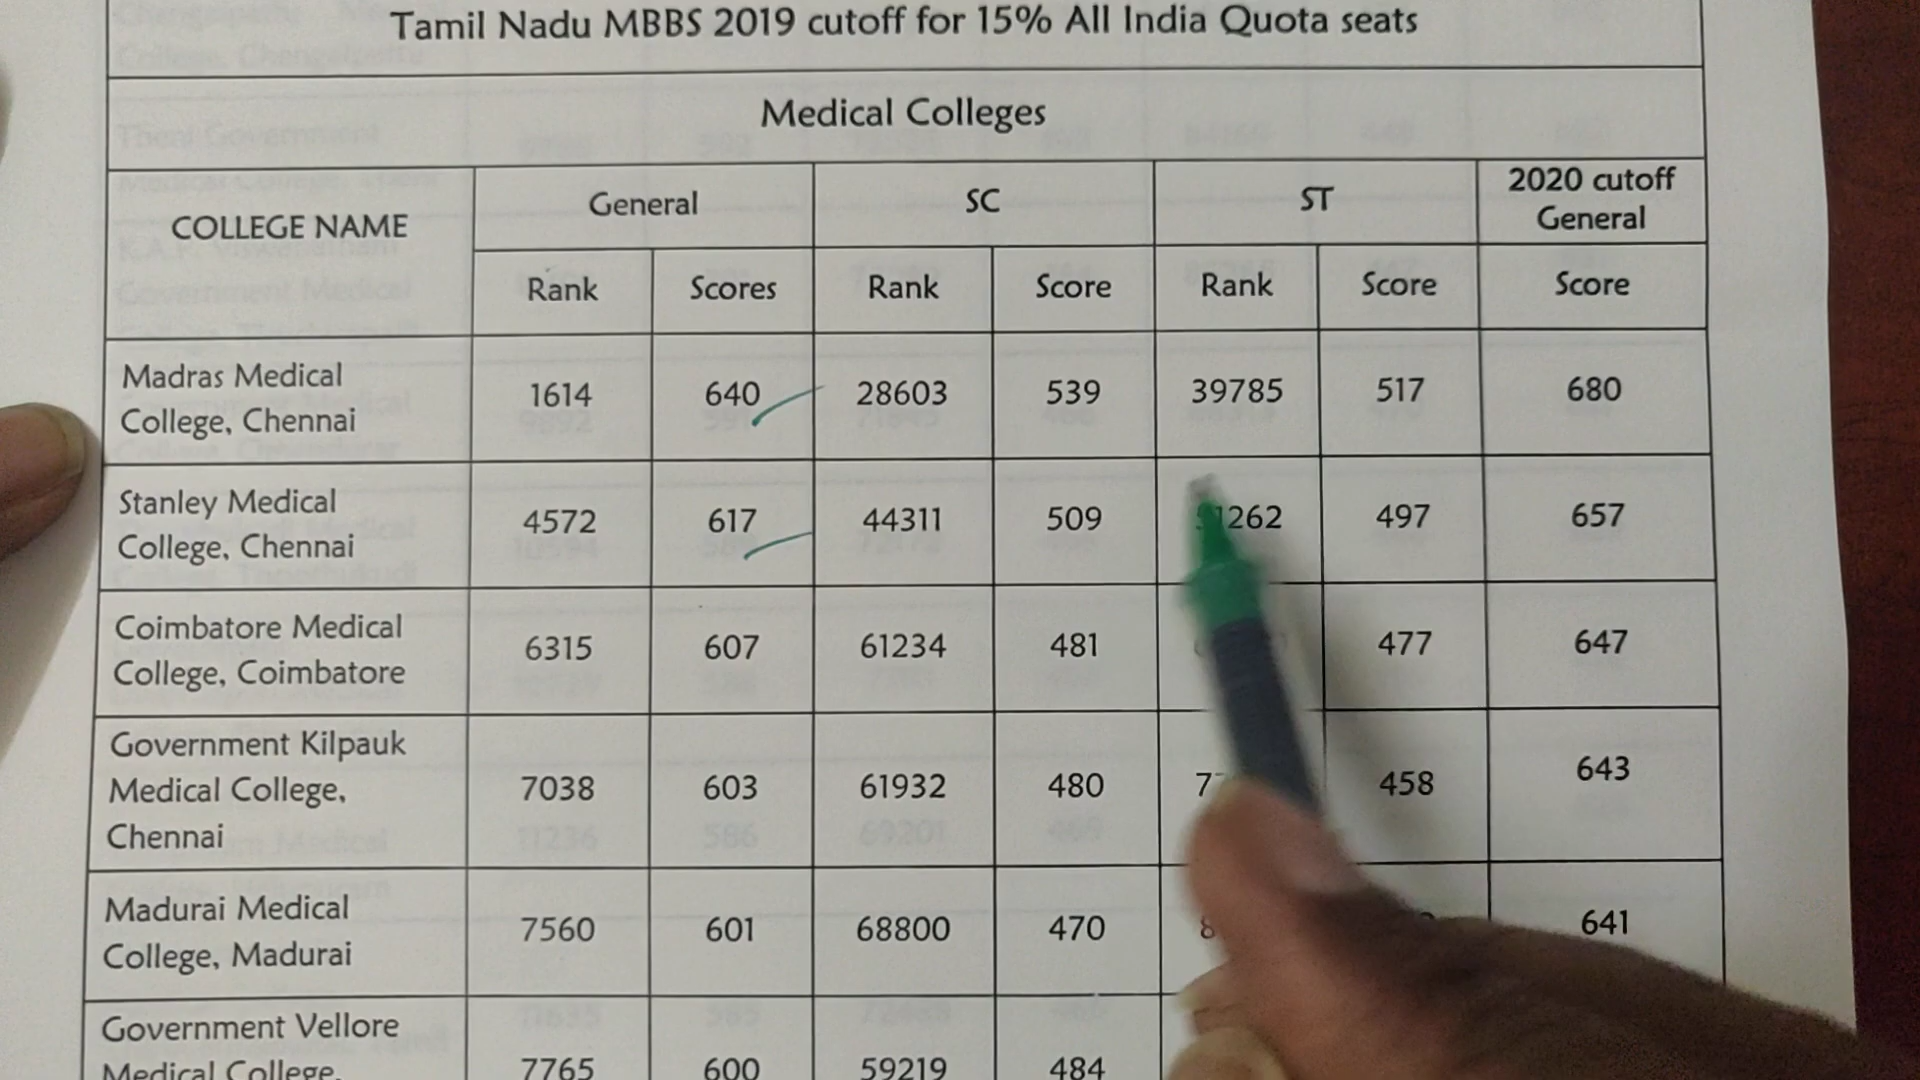 Tamil Nadu MBBS 2019 cutoff for 15% All India Quota seats
Medical Colleges
COLLEGE NAME
General
SC
ST
2020 cutoff
General
Rank
Scores
Rank
Score
Rank
Score
Score
Madras Medical
College, Chennai
1614
640
28603
539
39785
517
680
Stanley Medical
College, Chennai
4572
617
44311
509
497
657
Coimbatore Medical
College, Coimbatore
6315
607
61234
481
477
647
Government Kilpauk
Medical College,
Chennai
7038
603
61932
480
458
643
Madurai Medical
College, Madurai
7560
601
68800
470
641
Government Vellore
Medical College,
7765
600
59219
484